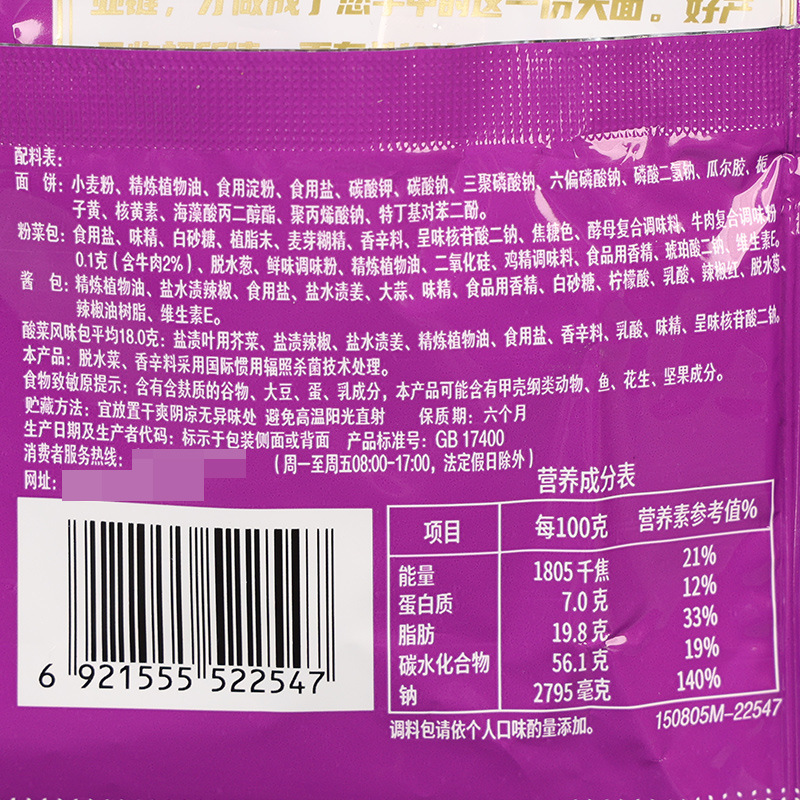 亚疆，才做成了您手中的这一份大面。好产
配料表：
面 饼：小麦粉、精炼植物油、食用淀粉、食用盐、碳酸钾、碳酸钠、三聚磷酸钠、六偏磷酸钠、磷酸二氢钠、瓜尔胶、栀
子黄、核黄素、海藻酸丙二醇酯、聚丙烯酸钠、特丁基对苯二酚。
粉菜包：食用盐、味精、白砂糖、植脂末、麦芽糊精、香辛料、呈味核苷酸二钠、焦糖色、酵母复合调味料、牛肉复合调味粉
0.1克（含牛肉2%）、脱水葱、鲜味调味粉、精炼植物油、二氧化硅、鸡精调味料、食品用香精、琥珀酸二钠、维生素E。
酱 包：精炼植物油、盐水渍辣椒、食用盐、盐水渍姜、大蒜、味精、食品用香精、白砂糖、柠檬酸、乳酸、辣椒红、脱水葱、
辣椒油树脂、维生素E。
酸菜风味包平均18.0克：盐渍叶用芥菜、盐渍辣椒、盐水渍姜、精炼植物油、食用盐、香辛料、乳酸、味精、呈味核苷酸二钠。
本产品：脱水菜、香辛料采用国际惯用辐照杀菌技术处理。
食物致敏原提示：含有含麸质的谷物、大豆、蛋、乳成分，本产品可能含有甲壳纲类动物、鱼、花生、坚果成分。
贮藏方法：宜放置干爽阴凉无异味处 避免高温阳光直射 保质期：六个月
生产日期及生产者代码：标示于包装侧面或背面 产品标准号：GB 17400
消费者服务热线： （周一至周五08:00-17:00，法定假日除外）
网址：
营养成分表
项目 每100克 营养素参考值%
能量 1805千焦 21%
蛋白质 7.0克 12%
脂肪 19.8克 33%
碳水化合物 56.1克 19%
钠 2795毫克 140%
调料包请依个人口味酌量添加。 150805M-22547
6 921555 522547